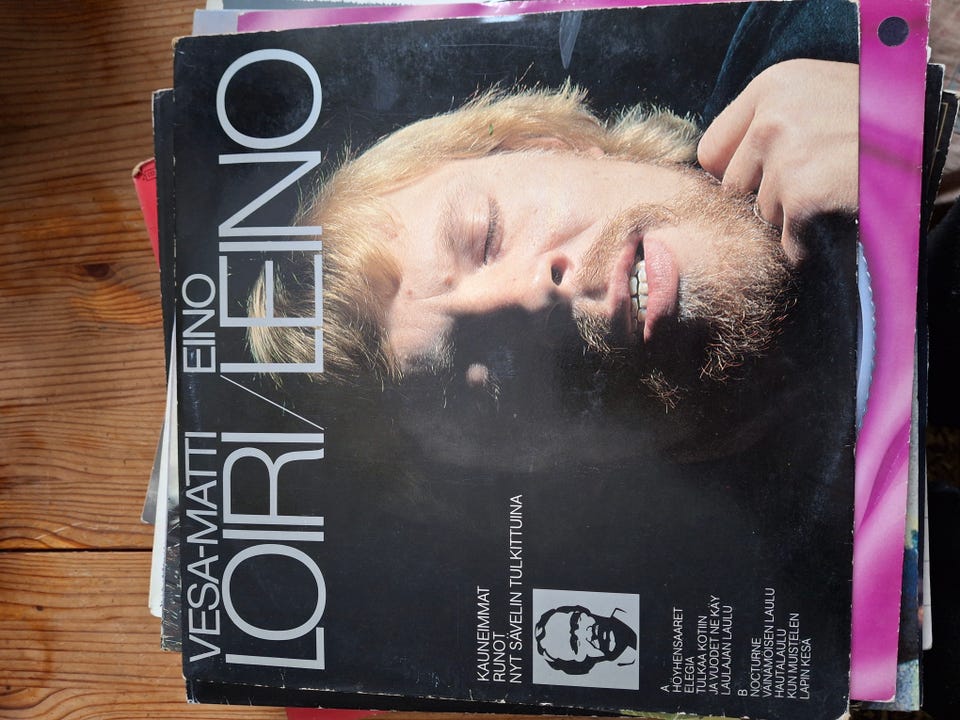 VESA-MATTI EINO
LOIRI/LEINO
KAUNEIMMAT
RUNOT
NYT SÄVELIN TULKITTUINA
A
HÖYHENSAARET
ELEGIA
TULKAA KOTIIN
JA VUODET NE KÄY
LAULAJAN LAULU
B
NOCTURNE
VÄINÄMÖISEN LAULU
HAUTALAULU
KUN MUISTELEN
LAPIN KESÄ